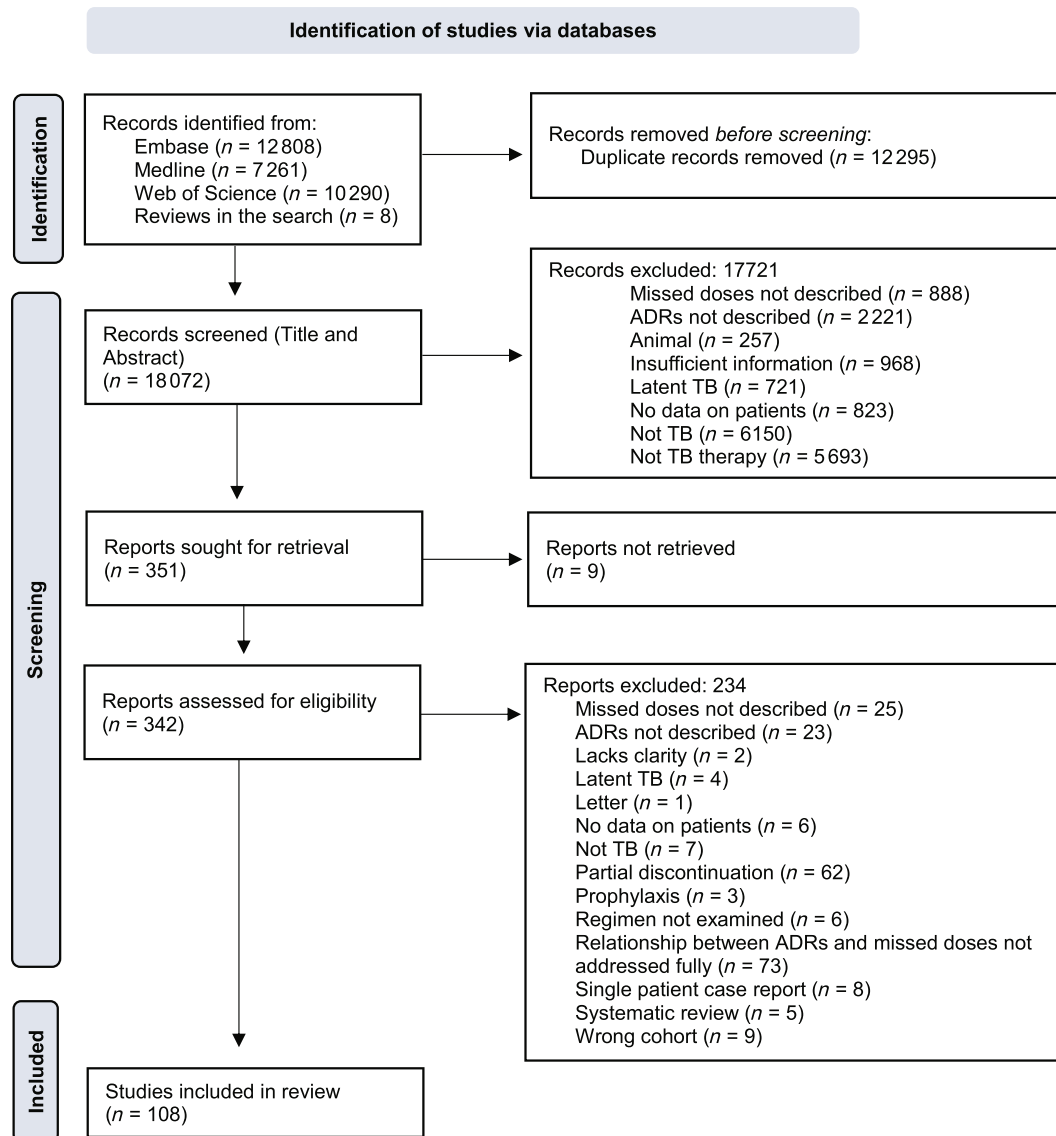 Identification of studies via databases
Identification
Records identified from:
Embase (n = 12 808)
Medline (n = 7 261)
Web of Science (n = 10 290)
Reviews in the search (n = 8)
Records removed before screening:
Duplicate records removed (n = 12 295)
Screening
Records screened (Title and
Abstract)
(n = 18 072)
Records excluded: 17721
Missed doses not described (n = 888)
ADRs not described (n = 2 221)
Animal (n = 257)
Insufficient information (n = 968)
Latent TB (n = 721)
No data on patients (n = 823)
Not TB (n = 6150)
Not TB therapy (n = 5 693)
Reports sought for retrieval
(n = 351)
Reports not retrieved
(n = 9)
Reports assessed for eligibility
(n = 342)
Reports excluded: 234
Missed doses not described (n = 25)
ADRs not described (n = 23)
Lacks clarity (n = 2)
Latent TB (n = 4)
Letter (n = 1)
No data on patients (n = 6)
Not TB (n = 7)
Partial discontinuation (n = 62)
Prophylaxis (n = 3)
Regimen not examined (n = 6)
Relationship between ADRs and missed doses not
addressed fully (n = 73)
Single patient case report (n = 8)
Systematic review (n = 5)
Wrong cohort (n = 9)
Included
Studies included in review
(n = 108)